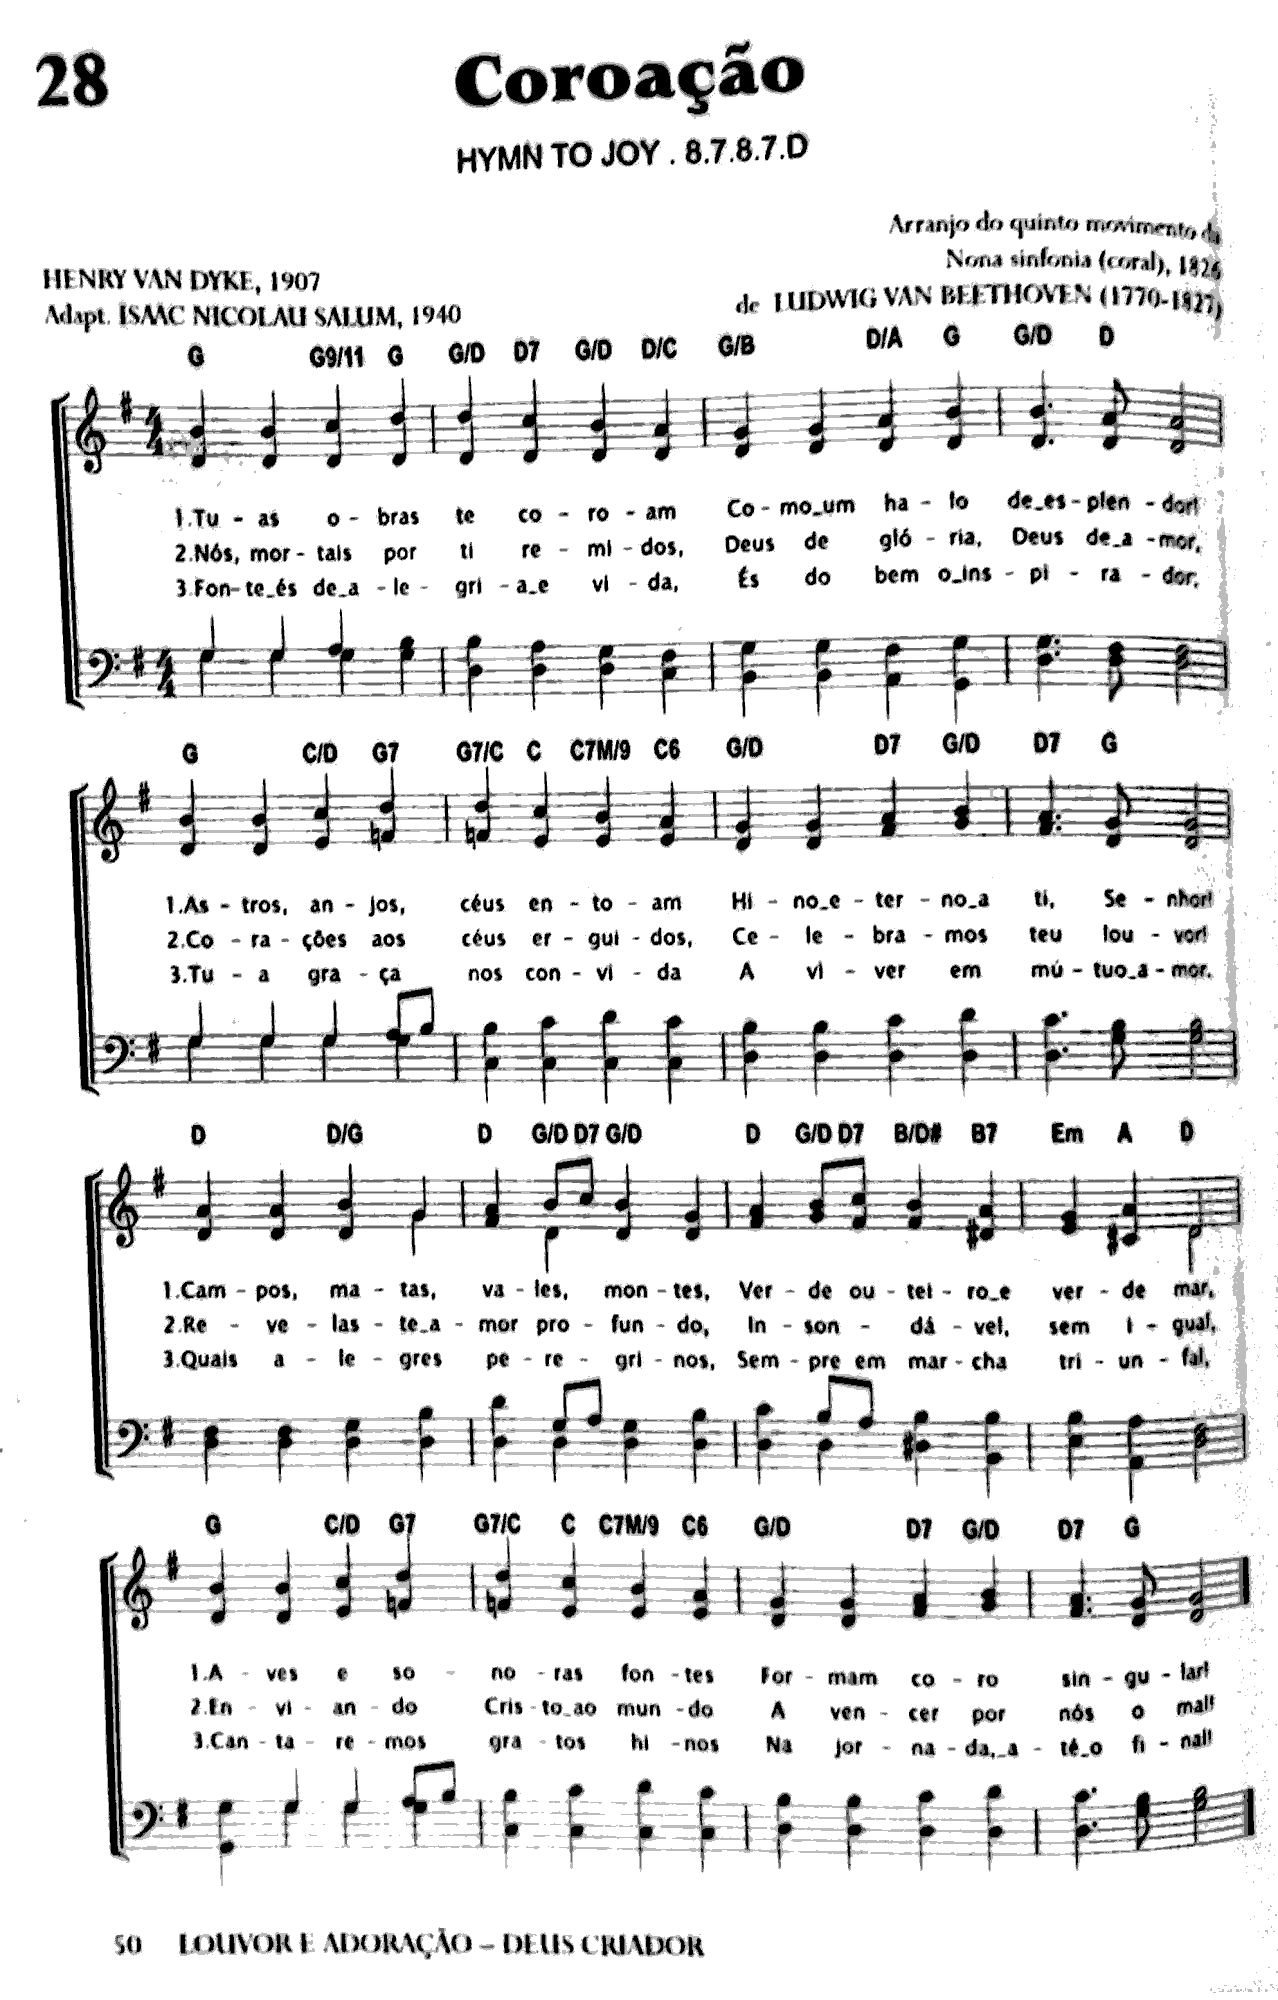 28
Coroação
HYMN TO JOY . 8.7.8.7.D
Arranjo do quinto movimento da
Nona sinfonia (coral), 1826
HENRY VAN DYKE, 1907
Adapt. ISAAC NICOLAU SALUM, 1940
de LUDWIG VAN BEETHOVEN (1770-1827)
G G9/11 G G/D D7 G/D D/C G/B D/A G G/D D
1.Tu - as o - bras te co - ro - am Co - mo_um ha - lo de_es - plen - dor!
2.Nós, mor - tais por ti re - mi - dos, Deus de gló - ria, Deus de_a - mor,
3.Fon- te_és de_a - le - gri - a_e vi - da, És do bem o_ins - pi - ra - dor,
G C/D G7 G7/C C C7M/9 C6 G/D D7 G/D D7 G
1.As - tros, an - jos, céus en - to - am Hi - no_e - ter - no_a ti, Se - nhor!
2.Co - ra - ções aos céus er - gui - dos, Ce - le - bra - mos teu lou - vor!
3.Tu - a gra - ça nos con - vi - da A vi - ver em mú - tuo_a - mor.
D D/G D G/D D7 G/D D G/D D7 B/D# B7 Em A D
1.Cam - pos, ma - tas, va - les, mon - tes, Ver - de ou - tei - ro_e ver - de mar,
2.Re - ve - las - te_a - mor pro - fun - do, In - son - dá - vel, sem i - gual,
3.Quais a - le - gres pe - re - gri - nos, Sem - pre em mar - cha tri - un - fal,
G C/D G7 G7/C C C7M/9 C6 G/D D7 G/D D7 G
1.A - ves e so - no - ras fon - tes For - mam co - ro sin - gu - lar!
2.En - vi - an - do Cris - to_ao mun - do A ven - cer por nós o mal!
3.Can - ta - re - mos gra - tos hi - nos Na jor - na - da,_a - té_o fi - nal!
50 LOUVOR E ADORAÇÃO – DEUS CRIADOR